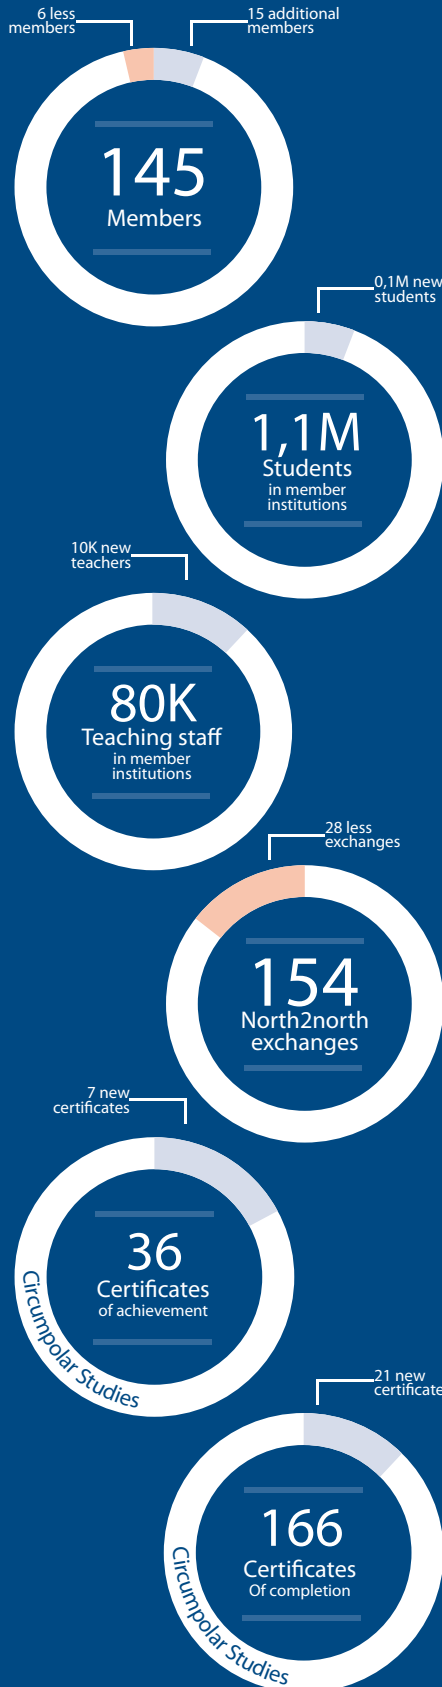 6 less
members
15 additional
members
145
Members
0,1M new
students
1,1M
Students
in member
institutions
10K new
teachers
80K
Teaching staff
in member
institutions
28 less
exchanges
154
North2north
exchanges
7 new
certificates
36
Certificates
of achievement
Circumpolar Studies
21 new
certificate
166
Certificates
Of completion
Circumpolar Studies